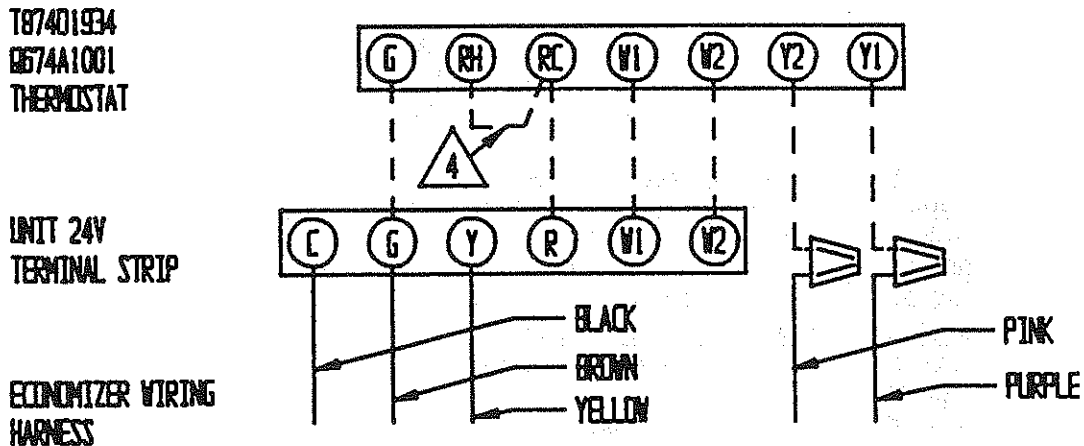 T87401934
Q674A1001
THERMOSTAT
G RH RC W1 W2 Y2 Y1
4
UNIT 24V
TERMINAL STRIP
C G Y R W1 W2
BLACK
BROWN
YELLOW
PINK
PURPLE
ECONOMIZER WIRING
HARNESS